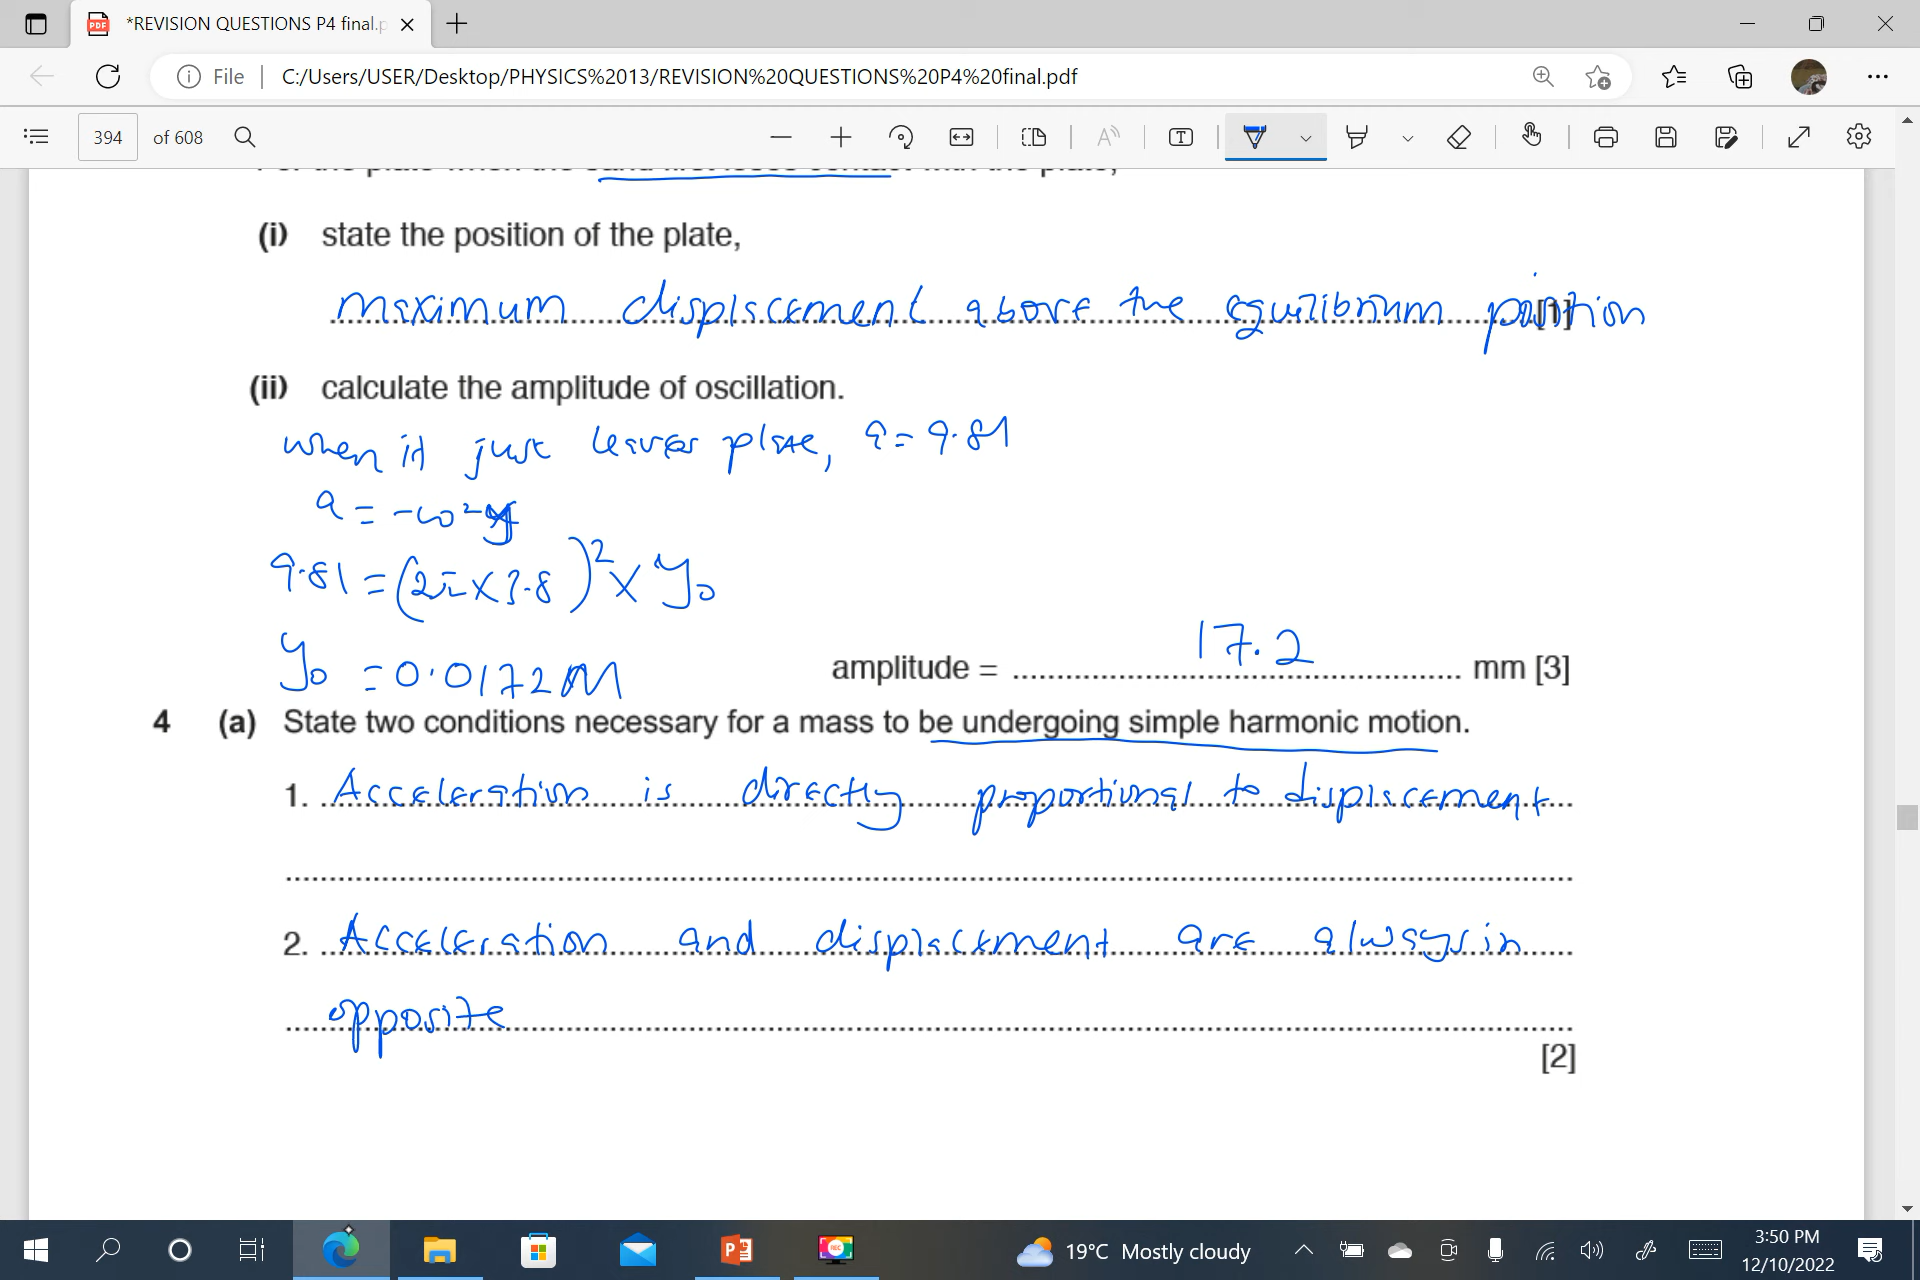 *REVISION QUESTIONS P4 final.p
File
C:/Users/USER/Desktop/PHYSICS%2013/REVISION%20QUESTIONS%20P4%20final.pdf
394 of 608
(i) state the position of the plate,
maximum displacement above the equilibrium position [1]
(ii) calculate the amplitude of oscillation.
when it just leaves plate, a = 9.81
a = -ω²y
9.81 = (2π × 3.8)² × y₀
y₀ = 0.0172 m
amplitude = 17.2 mm [3]
4 (a) State two conditions necessary for a mass to be undergoing simple harmonic motion.
1. Acceleration is directly proportional to displacement
2. Acceleration and displacement are always in
opposite
[2]
19°C Mostly cloudy
3:50 PM
12/10/2022